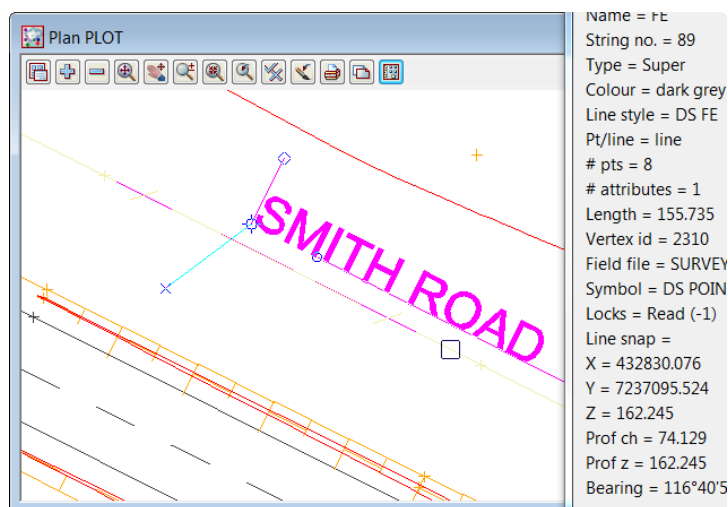 Plan PLOT
SMITH ROAD
Name = FE
String no. = 89
Type = Super
Colour = dark grey
Line style = DS FE
Pt/line = line
# pts = 8
# attributes = 1
Length = 155.735
Vertex id = 2310
Field file = SURVEY
Symbol = DS POIN
Locks = Read (-1)
Line snap =
X = 432830.076
Y = 7237095.524
Z = 162.245
Prof ch = 74.129
Prof z = 162.245
Bearing = 116°40'5